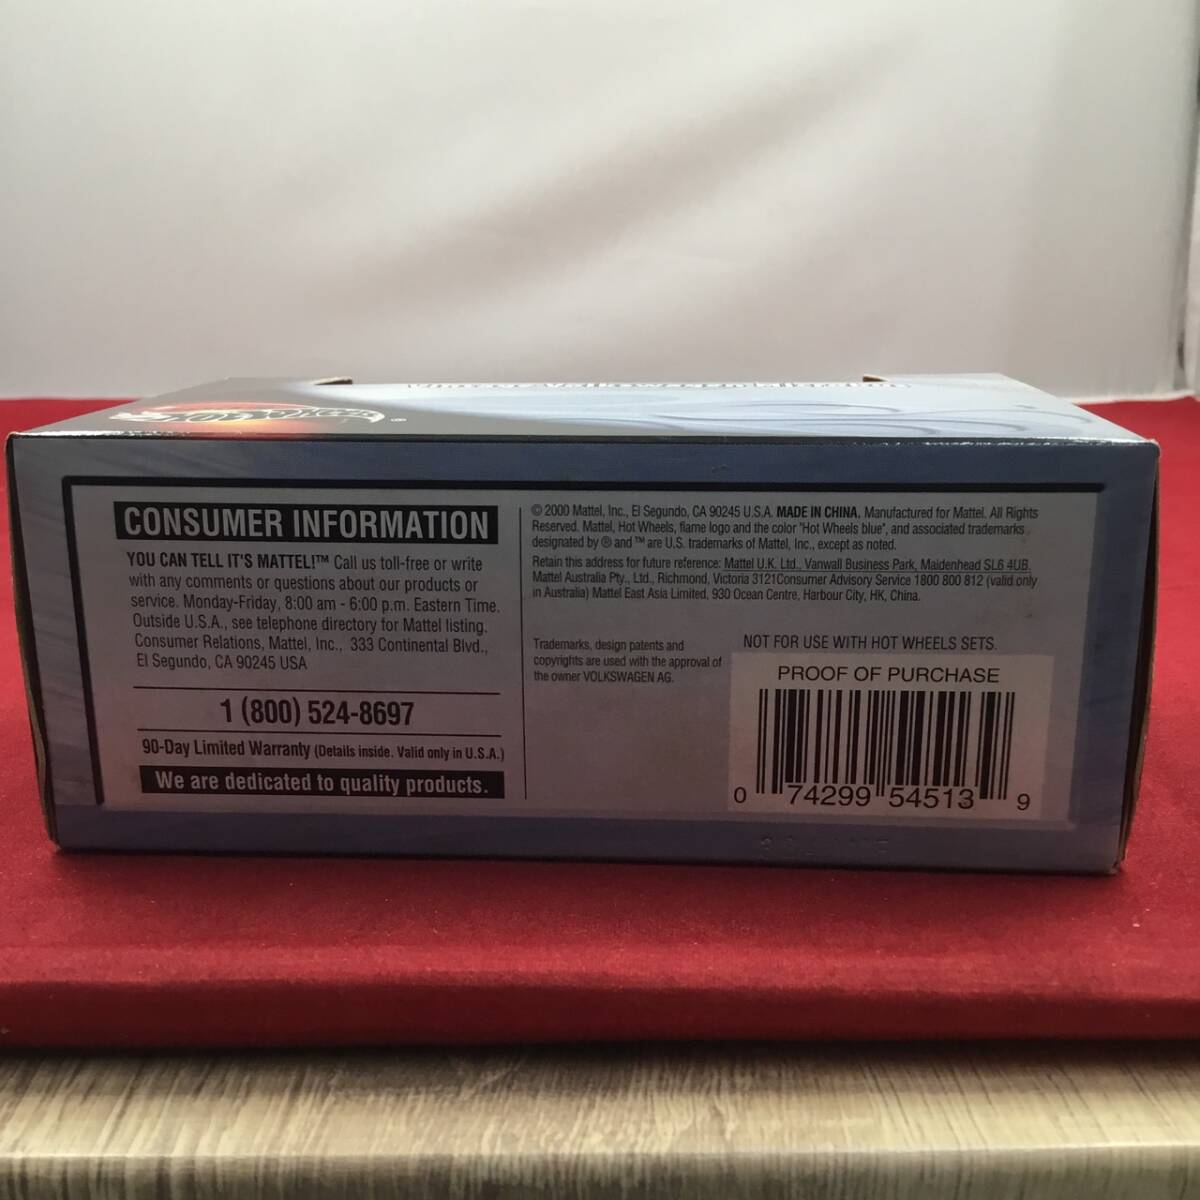 HOT WHEELS ®
CONSUMER INFORMATION
YOU CAN TELL IT'S MATTEL!™ Call us toll-free or write
with any comments or questions about our products or
service. Monday-Friday, 8:00 am - 6:00 p.m. Eastern Time.
Outside U.S.A., see telephone directory for Mattel listing.
Consumer Relations, Mattel, Inc., 333 Continental Blvd.,
El Segundo, CA 90245 USA
1 (800) 524-8697
90-Day Limited Warranty (Details inside. Valid only in U.S.A.)
We are dedicated to quality products.
© 2000 Mattel, Inc., El Segundo, CA 90245 U.S.A. MADE IN CHINA. Manufactured for Mattel. All Rights
Reserved. Mattel, Hot Wheels, flame logo and the color "Hot Wheels blue", and associated trademarks
designated by ® and ™ are U.S. trademarks of Mattel, Inc., except as noted.
Retain this address for future reference: Mattel U.K. Ltd., Vanwall Business Park, Maidenhead SL6 4UB.
Mattel Australia Pty., Ltd., Richmond, Victoria 3121Consumer Advisory Service 1800 800 812 (valid only
in Australia) Mattel East Asia Limited, 930 Ocean Centre, Harbour City, HK, China.
Trademarks, design patents and
copyrights are used with the approval of
the owner VOLKSWAGEN AG.
NOT FOR USE WITH HOT WHEELS SETS.
PROOF OF PURCHASE
0 74299 54513 9